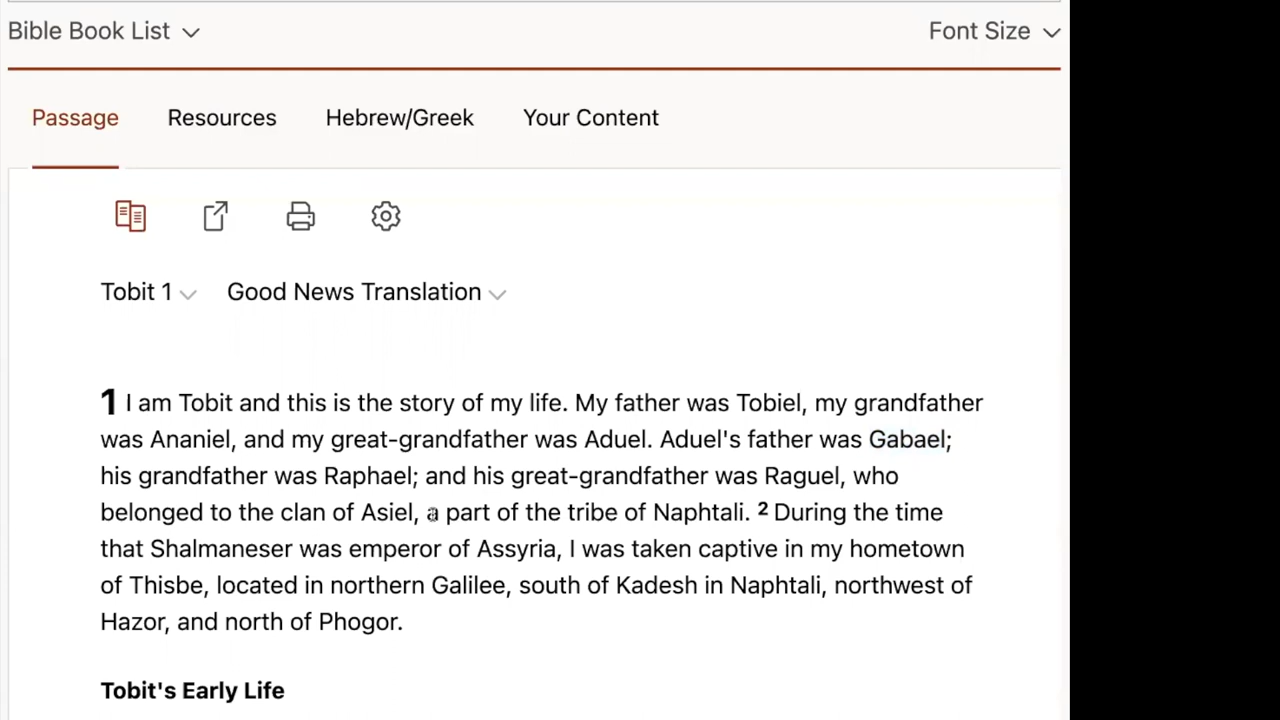 Bible Book List
Font Size
Passage
Resources
Hebrew/Greek
Your Content
Tobit 1
Good News Translation
1 I am Tobit and this is the story of my life. My father was Tobiel, my grandfather
was Ananiel, and my great-grandfather was Aduel. Aduel's father was Gabael;
his grandfather was Raphael; and his great-grandfather was Raguel, who
belonged to the clan of Asiel, a part of the tribe of Naphtali. 2 During the time
that Shalmaneser was emperor of Assyria, I was taken captive in my hometown
of Thisbe, located in northern Galilee, south of Kadesh in Naphtali, northwest of
Hazor, and north of Phogor.
Tobit's Early Life